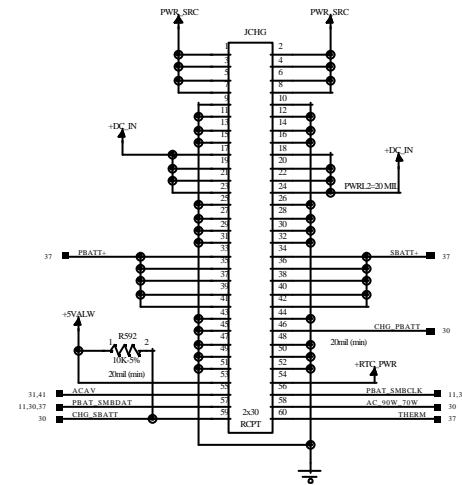 PWR_SRC PWR_SRC
JCHG
1 2
3 4
5 6
7 8
9 10
11 12
13 14
15 16
17 18
19 20
21 22
23 24
25 26
27 28
29 30
31 32
33 34
35 36
37 38
39 40
41 42
43 44
45 46
47 48
49 50
51 52
53 54
55 56
57 58
59 60
2x30
RCPT
+DC_IN
+DC_IN
PWRL2=20 MIL
37 PBATT+
SBATT+ 37
+5VALW
R592
1 2
10K-5%
20mil (min)
CHG_PBATT 30
20mil (min)
+RTC_PWR
31,41 ACAV
PBAT_SMBCLK 11,3
11,30,37 PBAT_SMBDAT
AC_90W_70W 30
30 CHG_SBATT
THERM 37